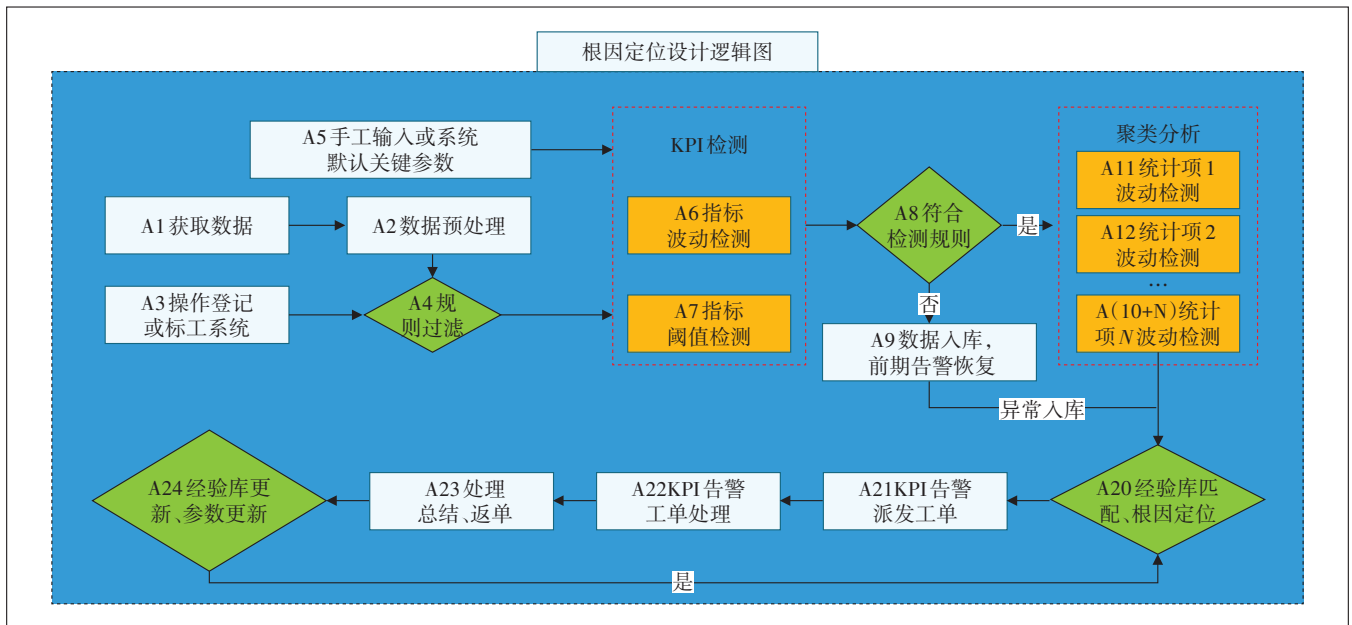 根因定位设计逻辑图
A5手工输入或系统
默认关键参数
KPI检测
聚类分析
A11统计项1
波动检测
A1获取数据
A2数据预处理
A6指标
波动检测
A8符合
检测规则
是
A12统计项2
波动检测
…
A3操作登记
或标工系统
A4规
则过滤
A7指标
阈值检测
否
A9数据入库，
前期告警恢复
A(10+N)统计
项N波动检测
异常入库
A24经验库更
新、参数更新
A23处理
总结、返单
A22KPI告警
工单处理
A21KPI告警
派发工单
A20经验库匹
配、根因定位
是